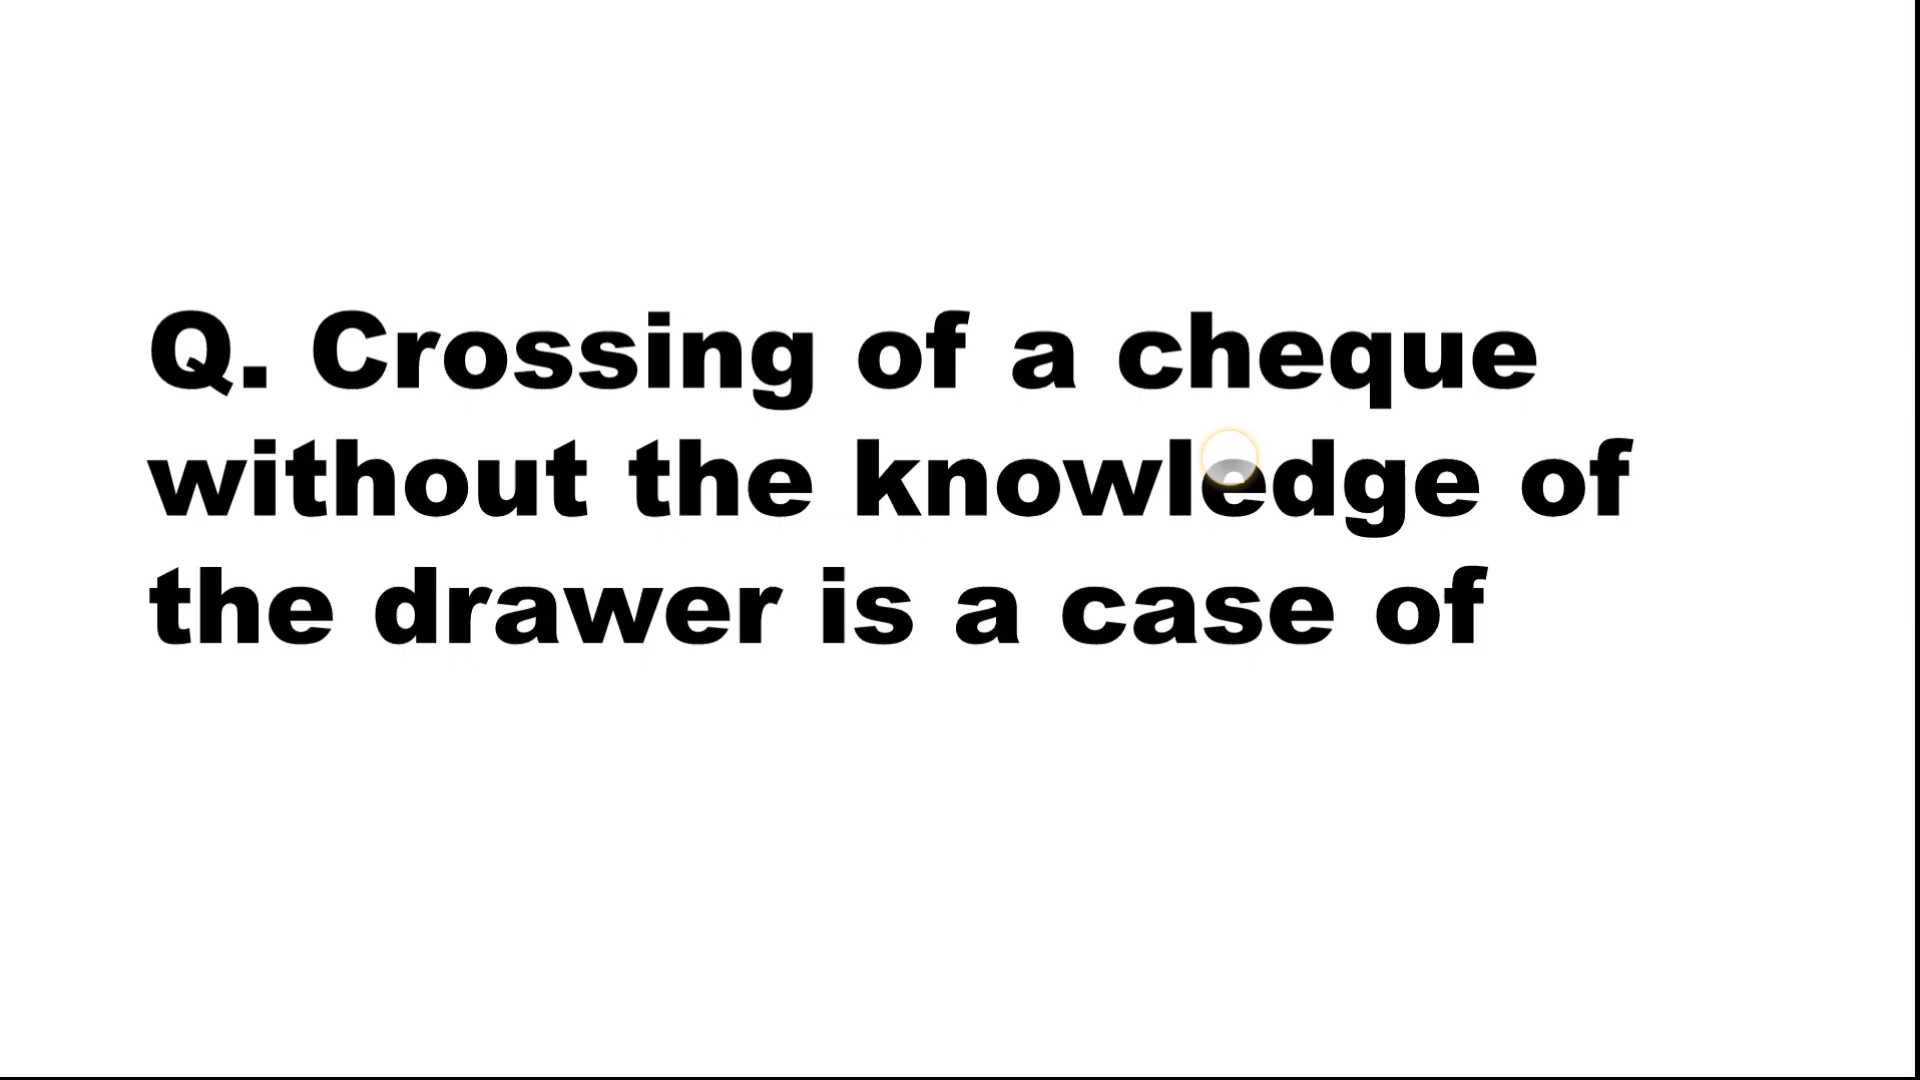 Q. Crossing of a cheque
without the knowledge of
the drawer is a case of